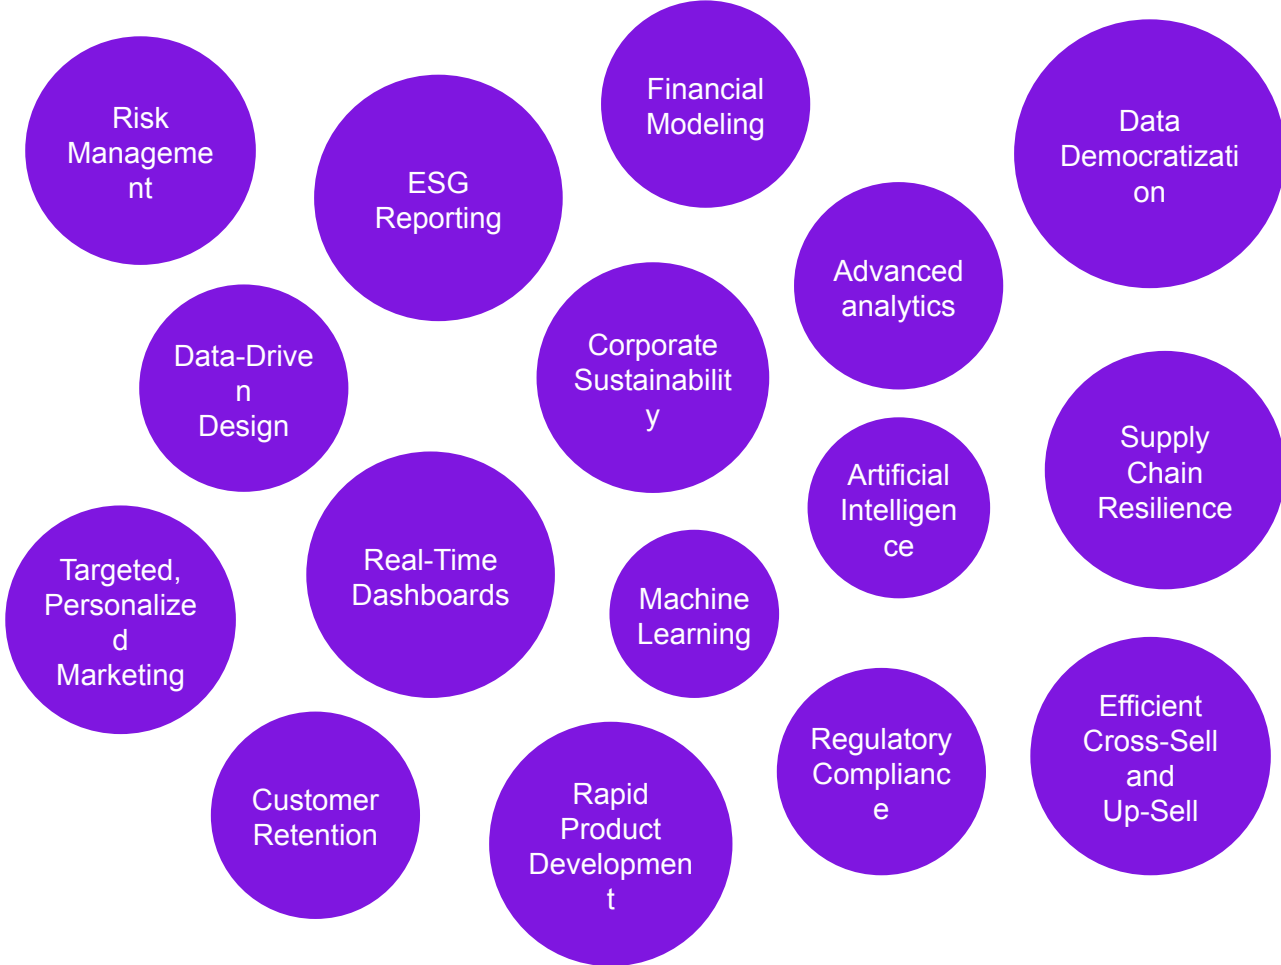 Risk
Manageme
nt
ESG
Reporting
Financial
Modeling
Data
Democratizati
on
Advanced
analytics
Data-Drive
n
Design
Corporate
Sustainabilit
y
Supply
Chain
Resilience
Artificial
Intelligen
ce
Targeted,
Personalize
d
Marketing
Real-Time
Dashboards
Machine
Learning
Regulatory
Complianc
e
Efficient
Cross-Sell
and
Up-Sell
Customer
Retention
Rapid
Product
Developmen
t